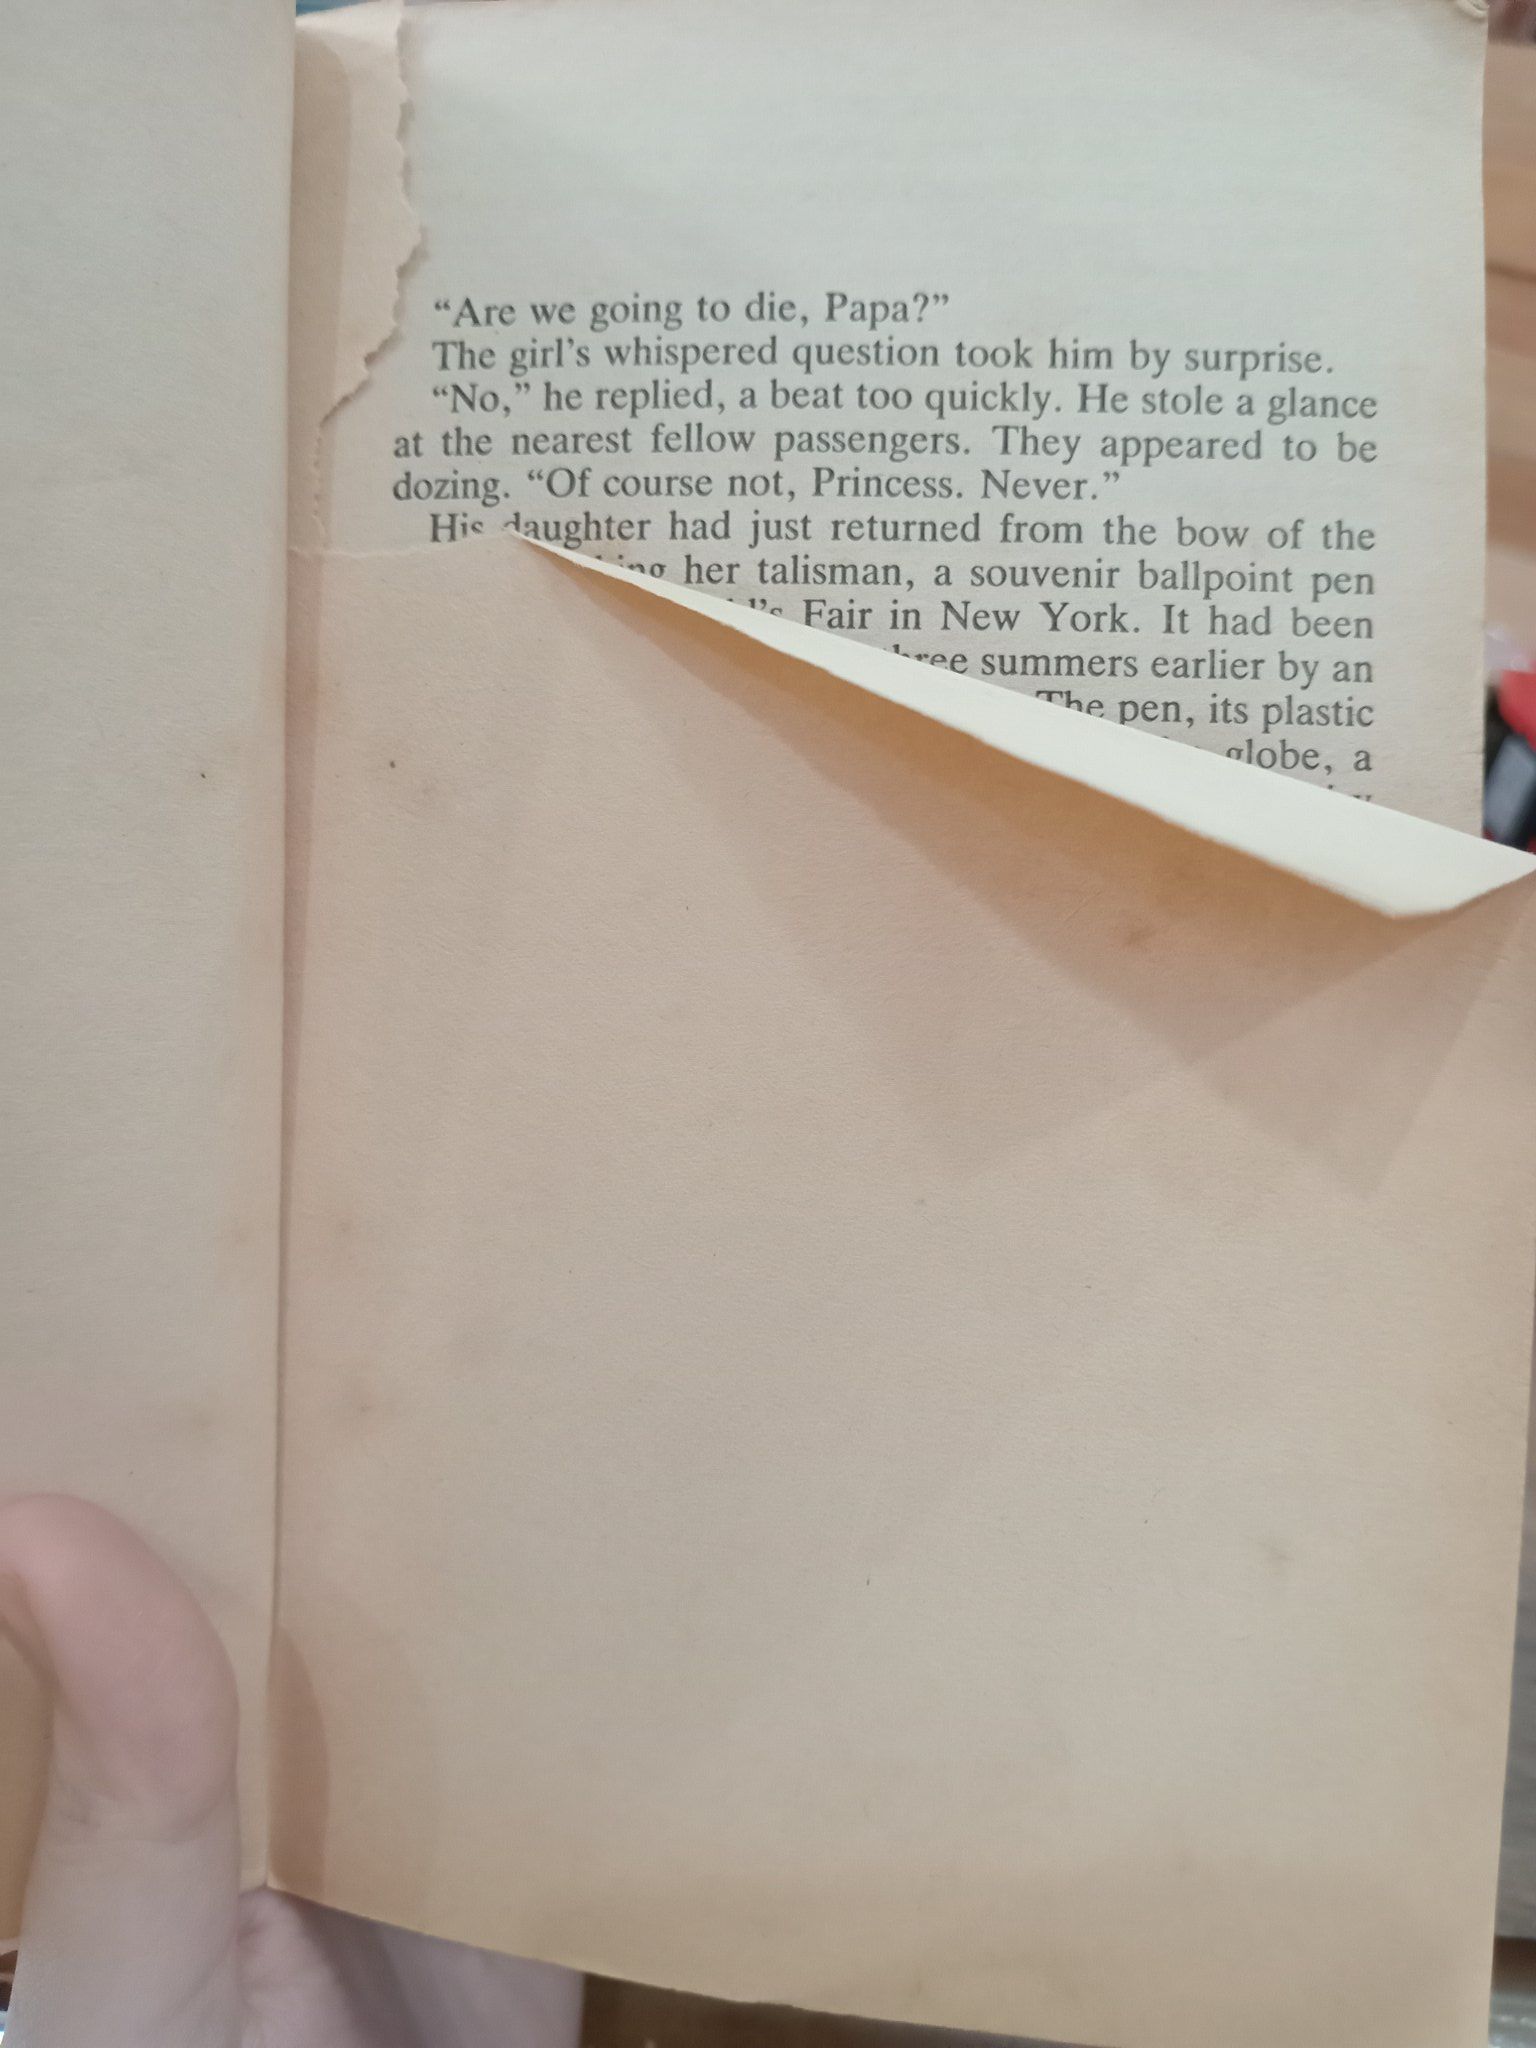 “Are we going to die, Papa?”
The girl’s whispered question took him by surprise.
“No,” he replied, a beat too quickly. He stole a glance
at the nearest fellow passengers. They appeared to be
dozing. “Of course not, Princess. Never.”
His daughter had just returned from the bow of the
her talisman, a souvenir ballpoint pen
Fair in New York. It had been
three summers earlier by an
The pen, its plastic
globe, a